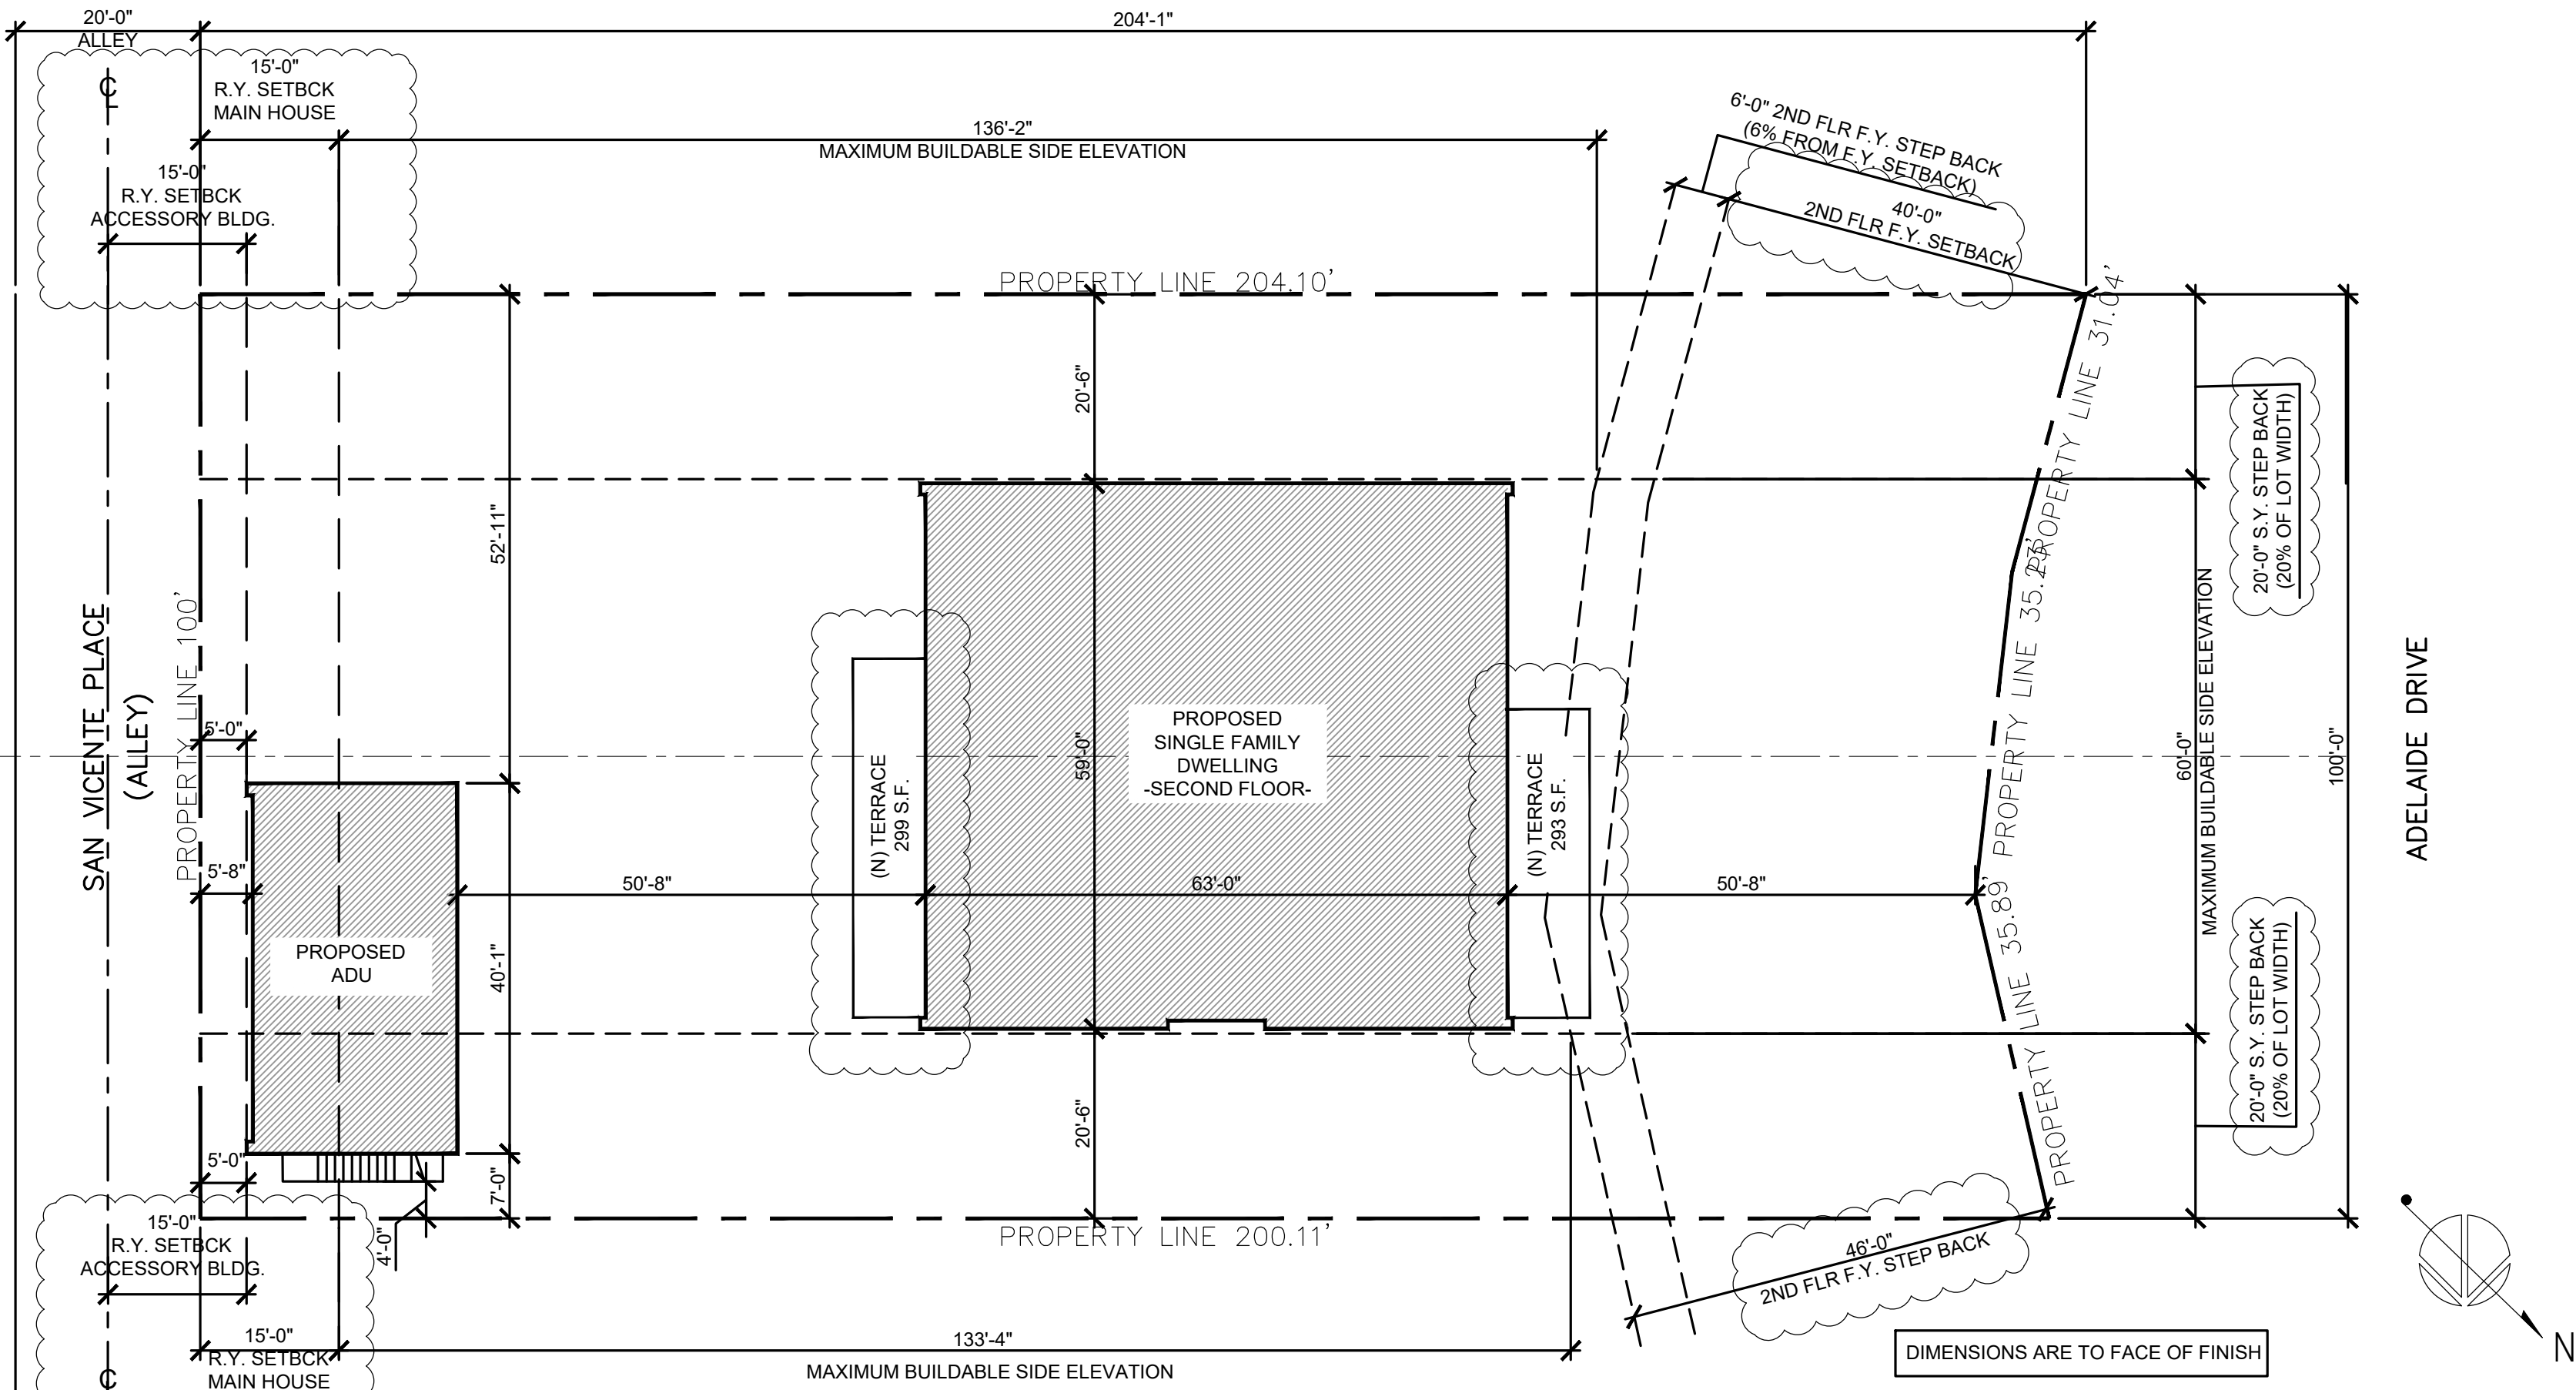 20'-0"
ALLEY
204'-1"
15'-0"
R.Y. SETBCK
MAIN HOUSE
15'-0"
R.Y. SETBCK
ACCESSORY BLDG.
136'-2"
MAXIMUM BUILDABLE SIDE ELEVATION
6'-0" 2ND FLR F.Y. STEP BACK
(6% FROM F.Y. SETBACK)
40'-0"
2ND FLR F.Y. SETBACK
PROPERTY LINE 204.10'
PROPERTY LINE 31.04'
20'-6"
52'-11"
20'-0" S.Y. STEP BACK
(20% OF LOT WIDTH)
PROPERTY LINE 35.23'
SAN VICENTE PLACE
(ALLEY)
PROPERTY LINE 100'
5'-0"
(N) TERRACE
299 S.F.
59'-0"
PROPOSED
SINGLE FAMILY
DWELLING
-SECOND FLOOR-
(N) TERRACE
293 S.F.
60'-0"
MAXIMUM BUILDABLE SIDE ELEVATION
100'-0"
ADELAIDE DRIVE
5'-8"
50'-8"
63'-0"
50'-8"
PROPERTY LINE 35.89'
PROPOSED
ADU
40'-1"
20'-0" S.Y. STEP BACK
(20% OF LOT WIDTH)
20'-6"
5'-0"
7'-0"
4'-0"
15'-0"
R.Y. SETBCK
ACCESSORY BLDG.
PROPERTY LINE 200.11'
46'-0"
2ND FLR F.Y. STEP BACK
15'-0"
R.Y. SETBCK
MAIN HOUSE
133'-4"
MAXIMUM BUILDABLE SIDE ELEVATION
DIMENSIONS ARE TO FACE OF FINISH
N